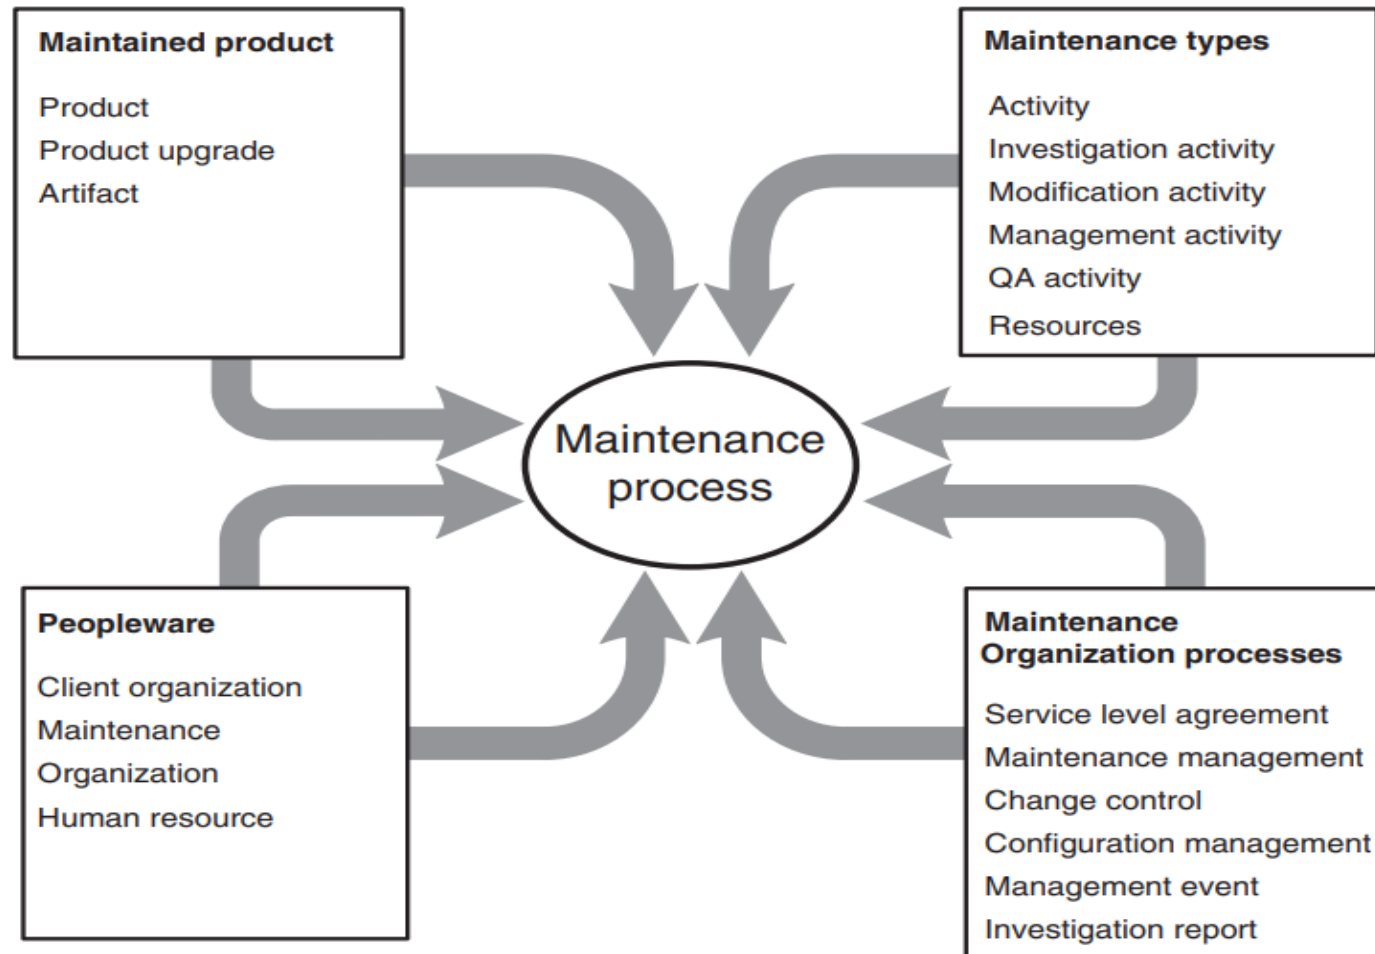 Maintained product
Product
Product upgrade
Artifact
Maintenance types
Activity
Investigation activity
Modification activity
Management activity
QA activity
Resources
Maintenance
process
Peopleware
Client organization
Maintenance
Organization
Human resource
Maintenance
Organization processes
Service level agreement
Maintenance management
Change control
Configuration management
Management event
Investigation report